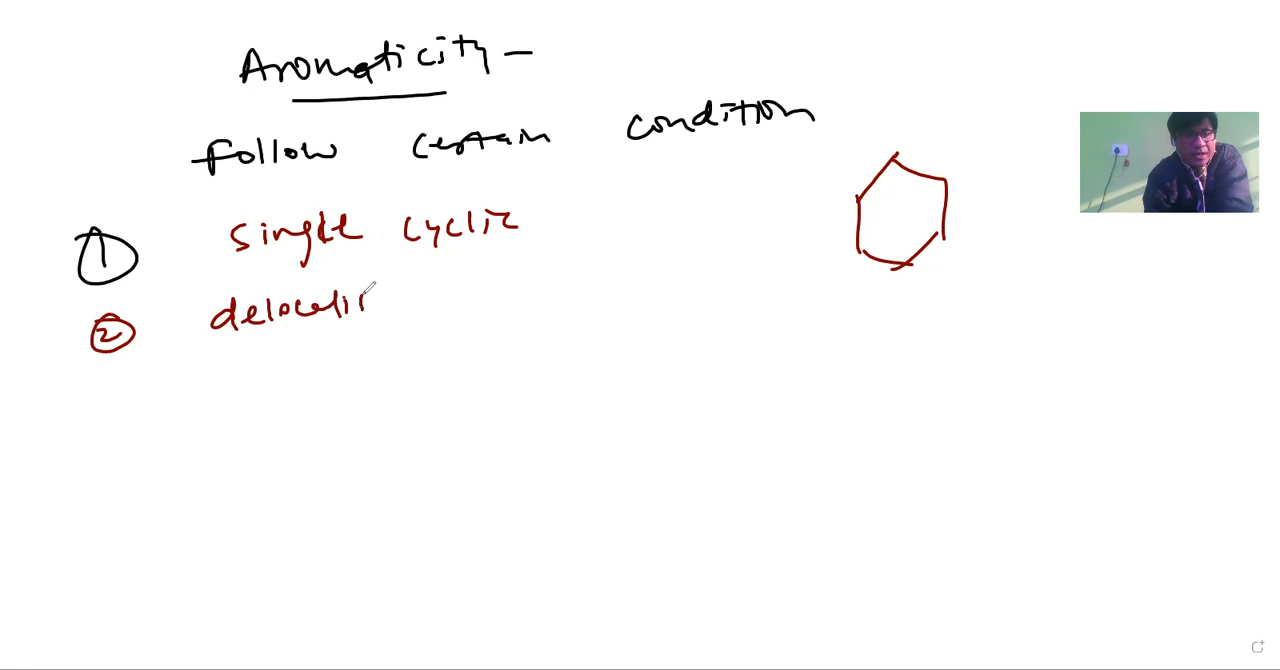 Aromaticity -
Follow certain condition
① single cyclic
② delocali